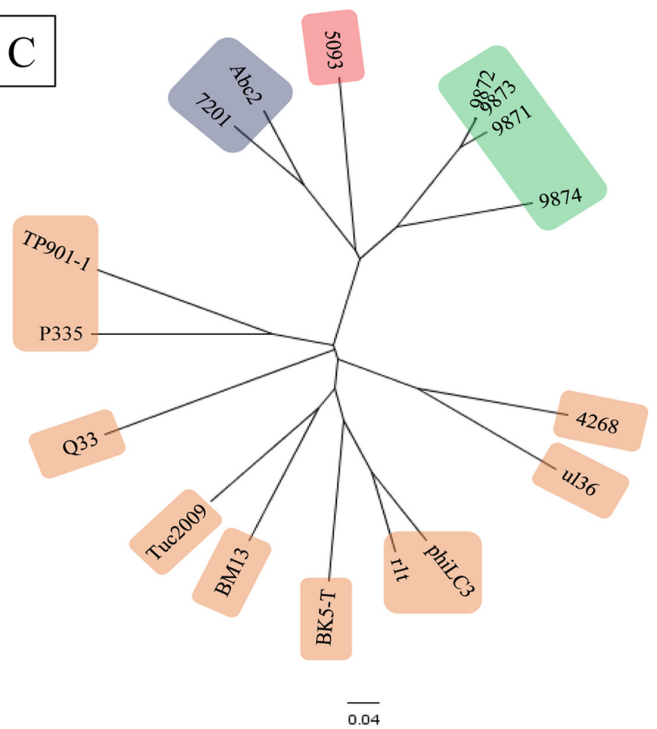 C
5093
Abc2
7201
9872
9873
9871
9874
TP901-1
P335
Q33
4268
ul36
Tuc2009
BM13
BK5-T
r1t
phiLC3
0.04